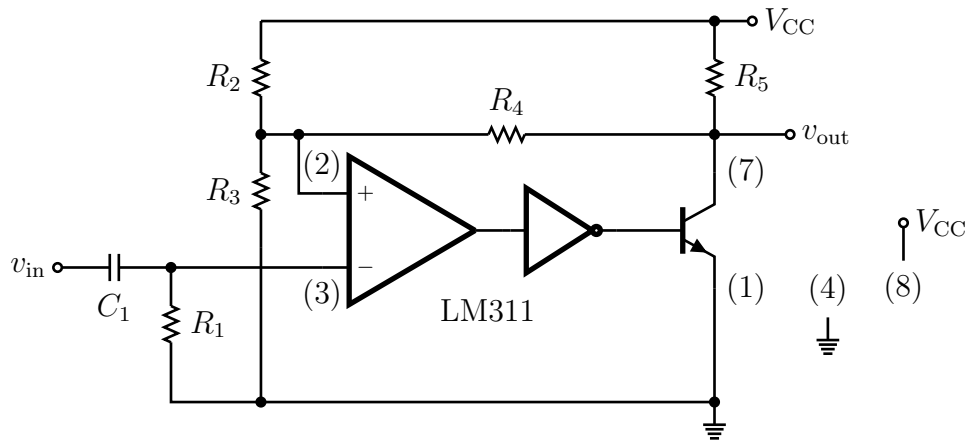 V_CC
R_2
R_5
R_4
v_out
(2)
(7)
R_3
+
V_CC
v_in
−
(3)
(1)
(4)
(8)
C_1
R_1
LM311